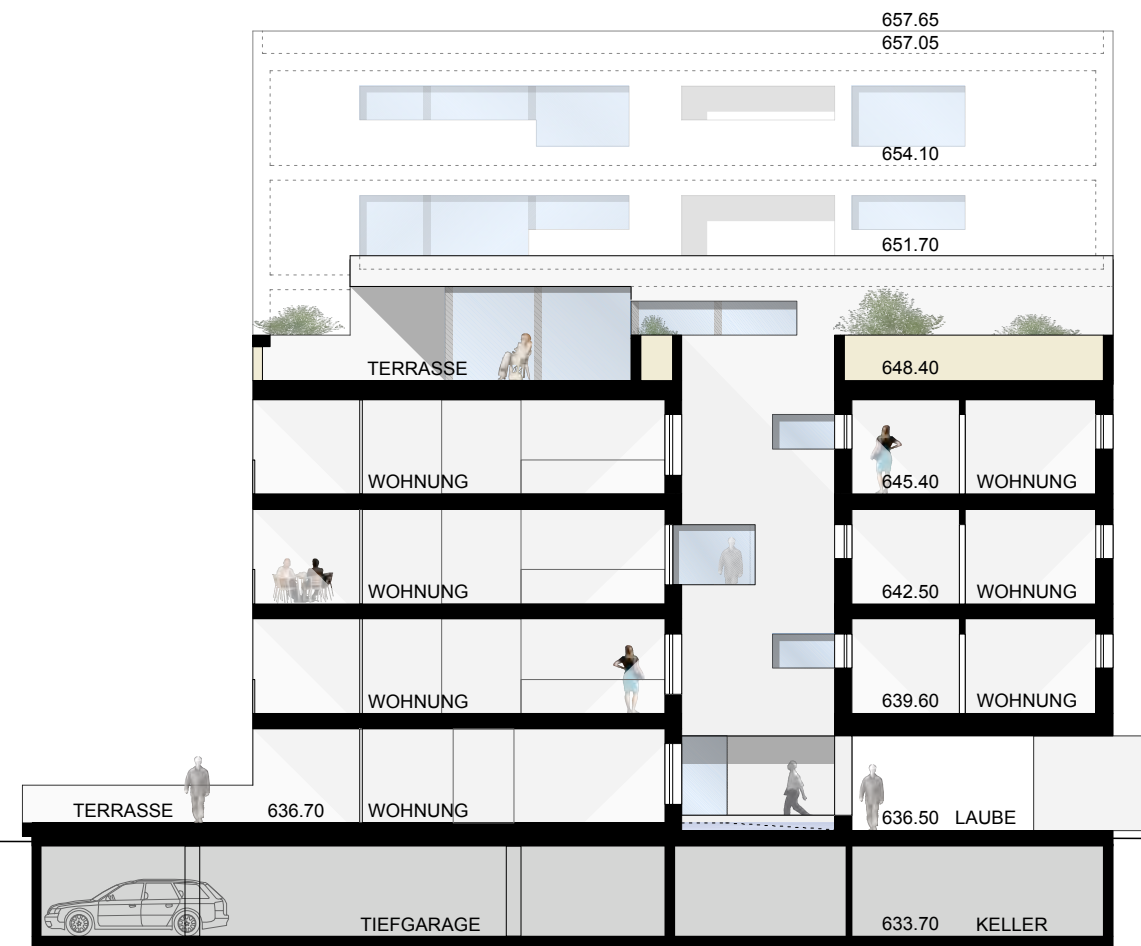 657.65
657.05
654.10
651.70
TERRASSE 648.40
WOHNUNG 645.40 WOHNUNG
WOHNUNG 642.50 WOHNUNG
WOHNUNG 639.60 WOHNUNG
TERRASSE 636.70 WOHNUNG 636.50 LAUBE
TIEFGARAGE 633.70 KELLER